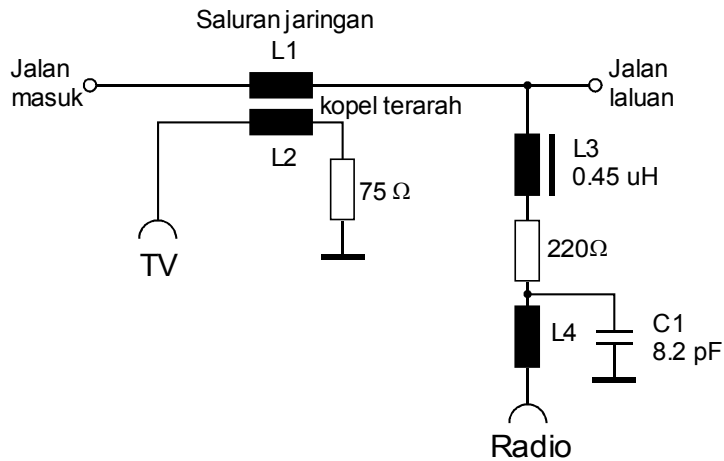 Saluran jaringan
L1
Jalan
masuk
Jalan
laluan
kopel terarah
L2
L3
0.45 uH
75 Ω
TV
220Ω
L4
C1
8.2 pF
Radio